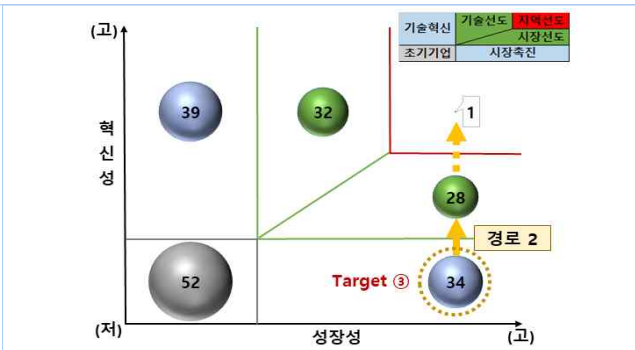 (고)
기술혁신 기술선도 지역선도
시장선도
초기기업 시장촉진
39
32
1
혁신성
28
경로 2
52
Target ③
34
(저)
성장성
(고)